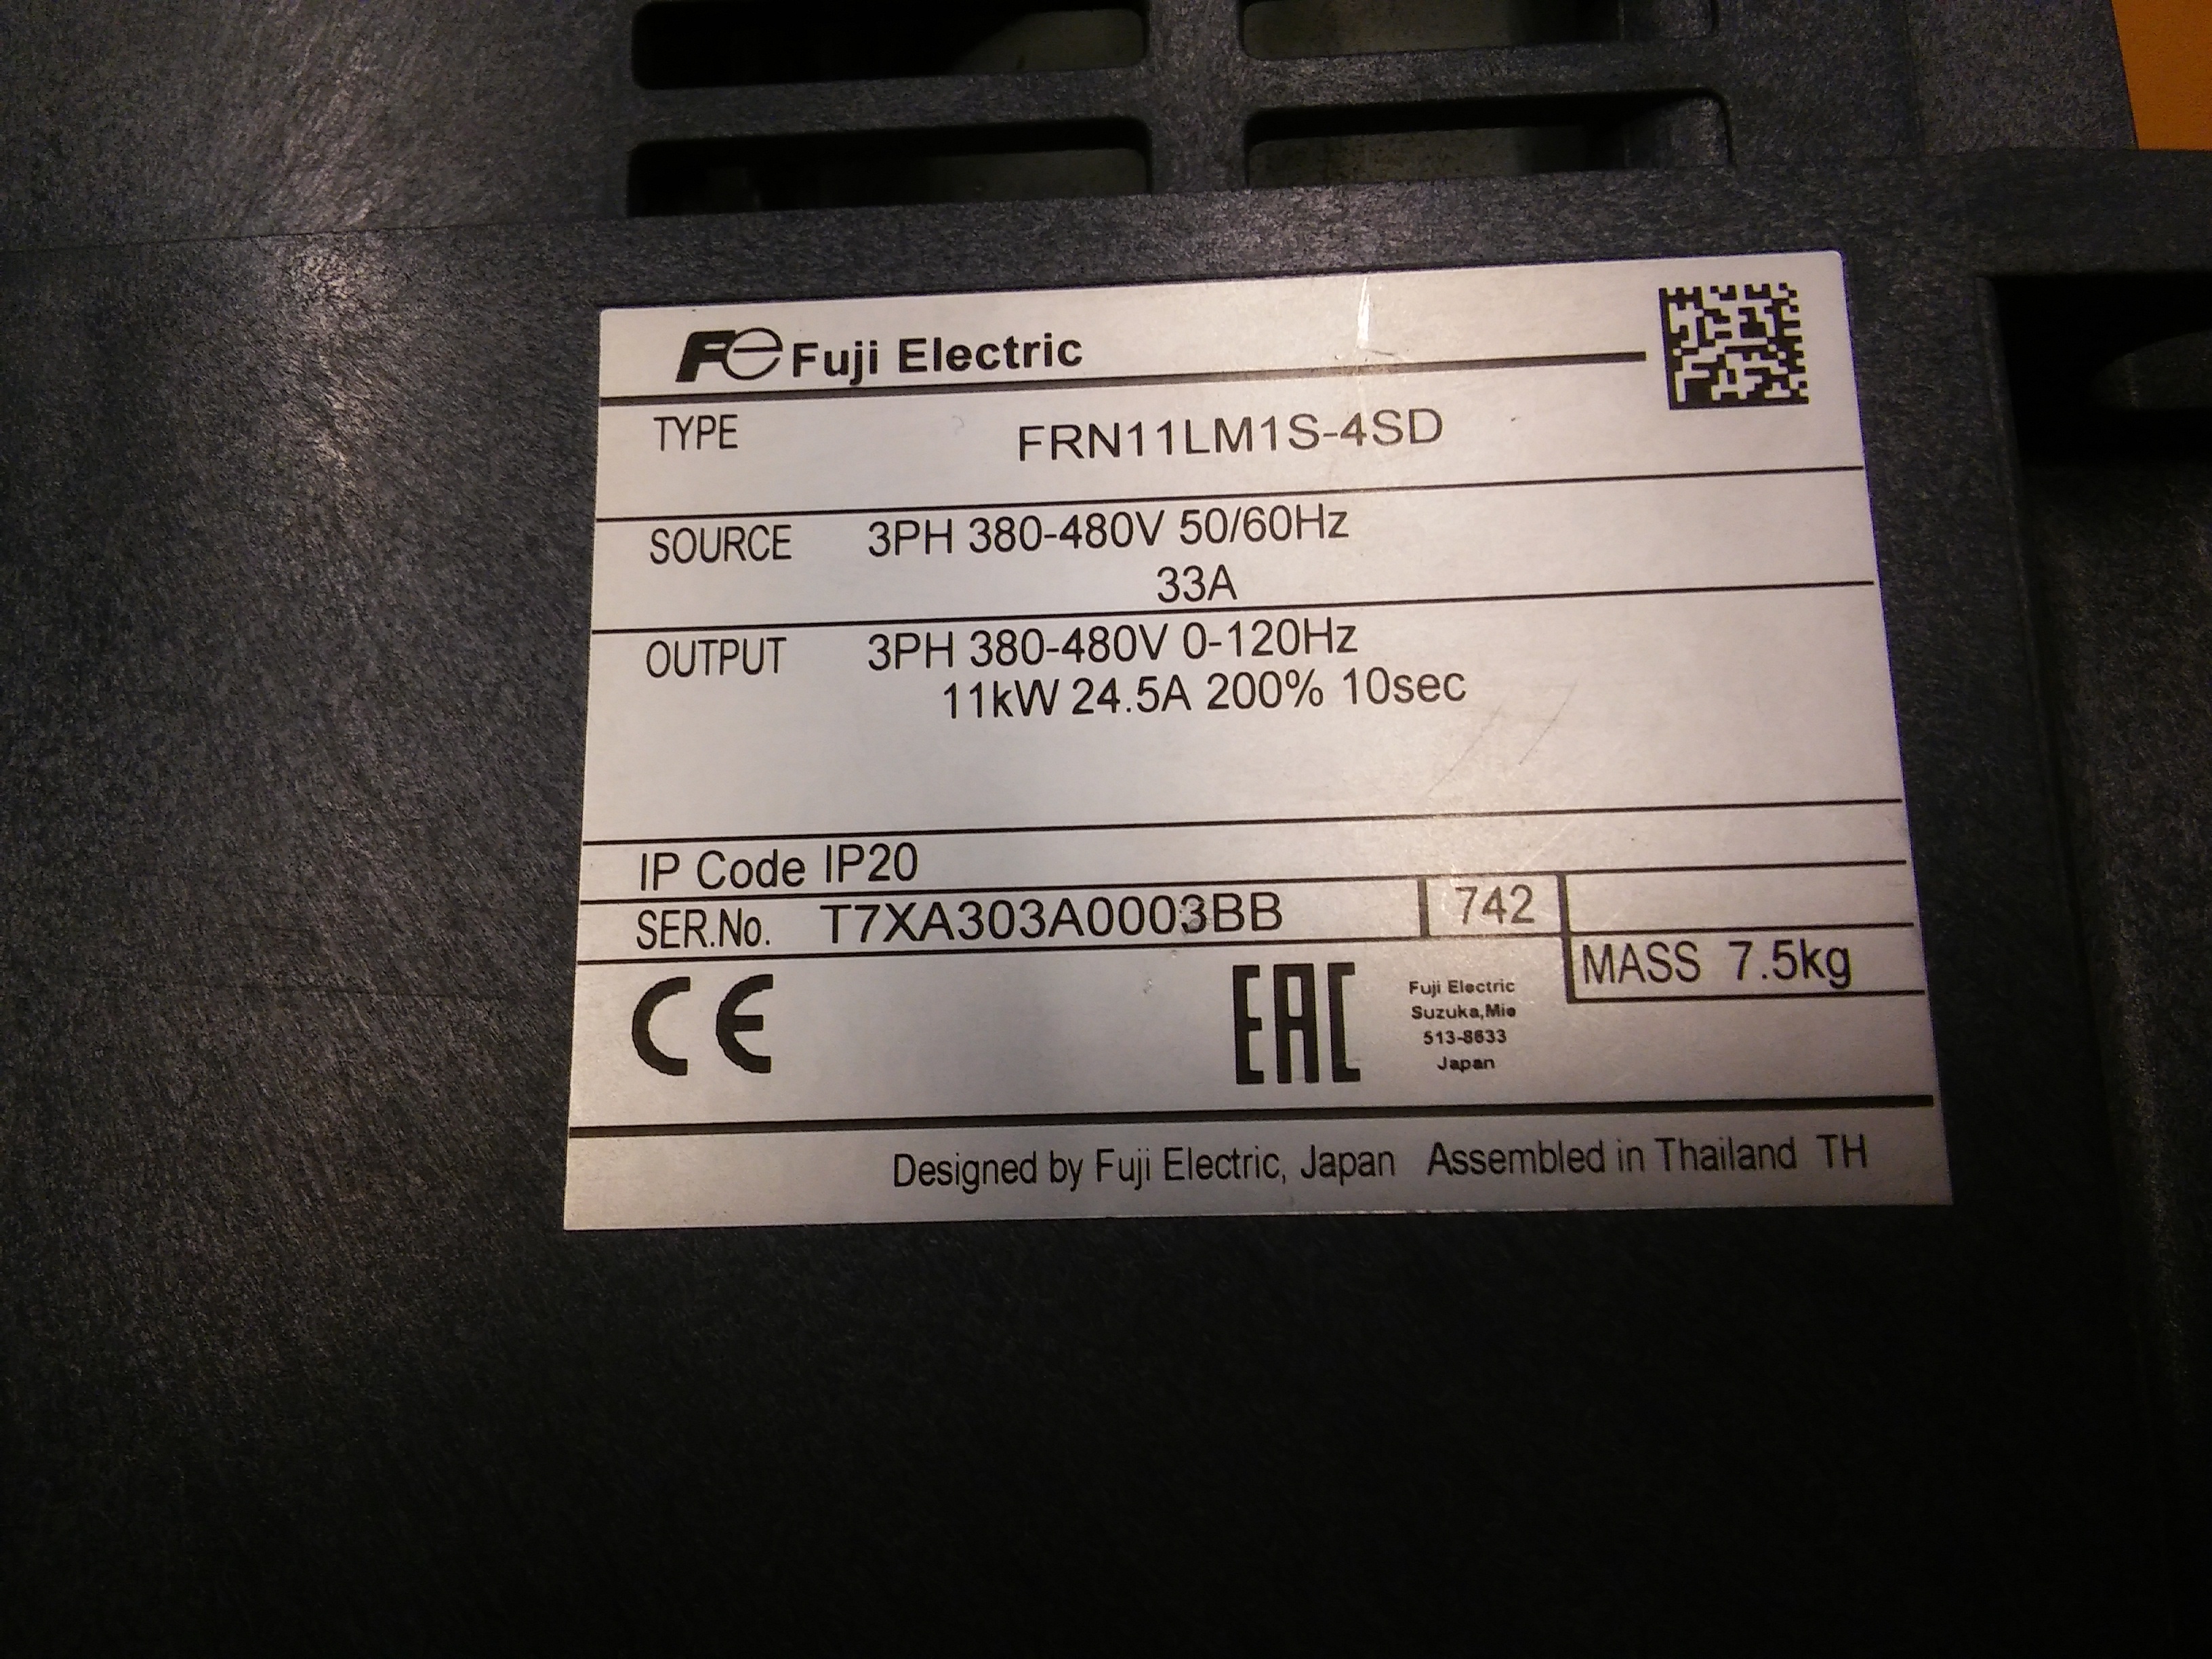 Fe Fuji Electric
TYPE FRN11LM1S-4SD
SOURCE 3PH 380-480V 50/60Hz
33A
OUTPUT 3PH 380-480V 0-120Hz
11kW 24.5A 200% 10sec
IP Code IP20
SER.No. T7XA303A0003BB 742
MASS 7.5kg
CE EAC
Fuji Electric
Suzuka,Mie
513-8633
Japan
Designed by Fuji Electric, Japan Assembled in Thailand TH